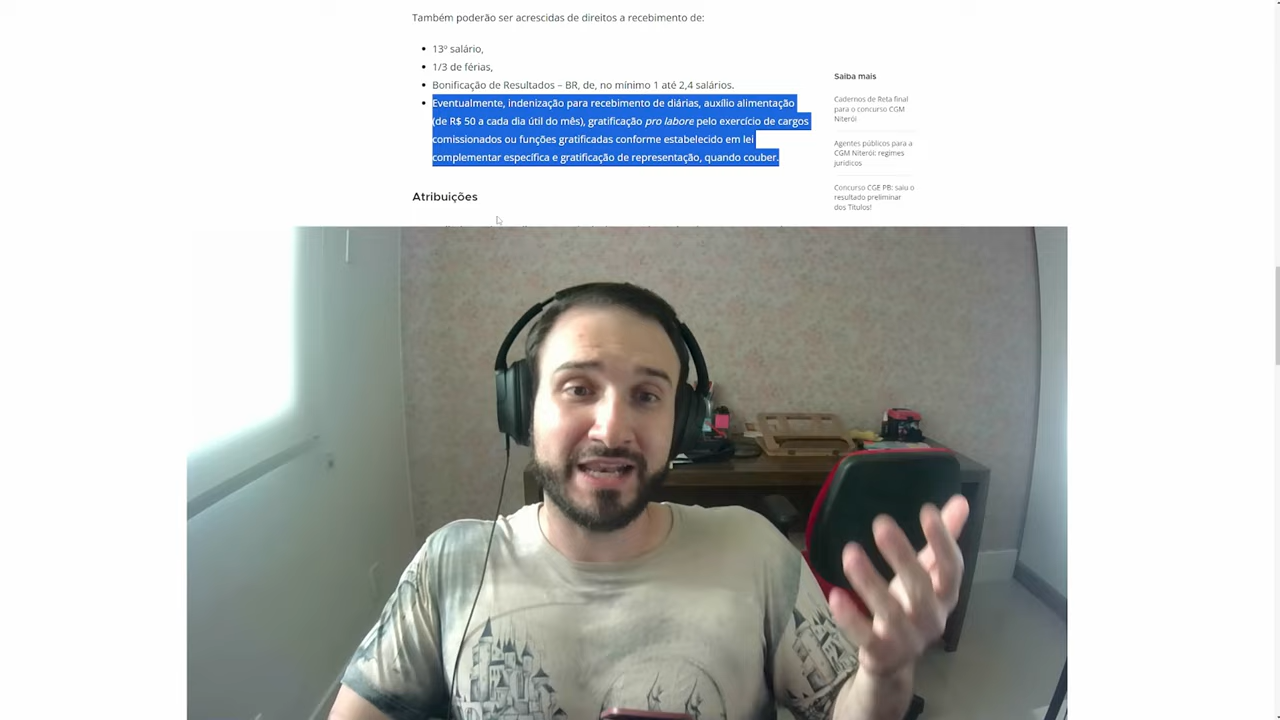 Também poderão ser acrescidas de direitos a recebimento de:
13º salário,
1/3 de férias,
Bonificação de Resultados – BR, de, no mínimo 1 até 2,4 salários.
Eventualmente, indenização para recebimento de diárias, auxílio alimentação
(de R$ 50 a cada dia útil do mês), gratificação pro labore pelo exercício de cargos
comissionados ou funções gratificadas conforme estabelecido em lei
complementar específica e gratificação de representação, quando couber.
Atribuições
Saiba mais
Cadernos de Reta final
para o concurso CGM
Niterói
Agentes públicos para a
CGM Niterói: regimes
jurídicos
Concurso CGE PB: saiu o
resultado preliminar
dos Títulos!